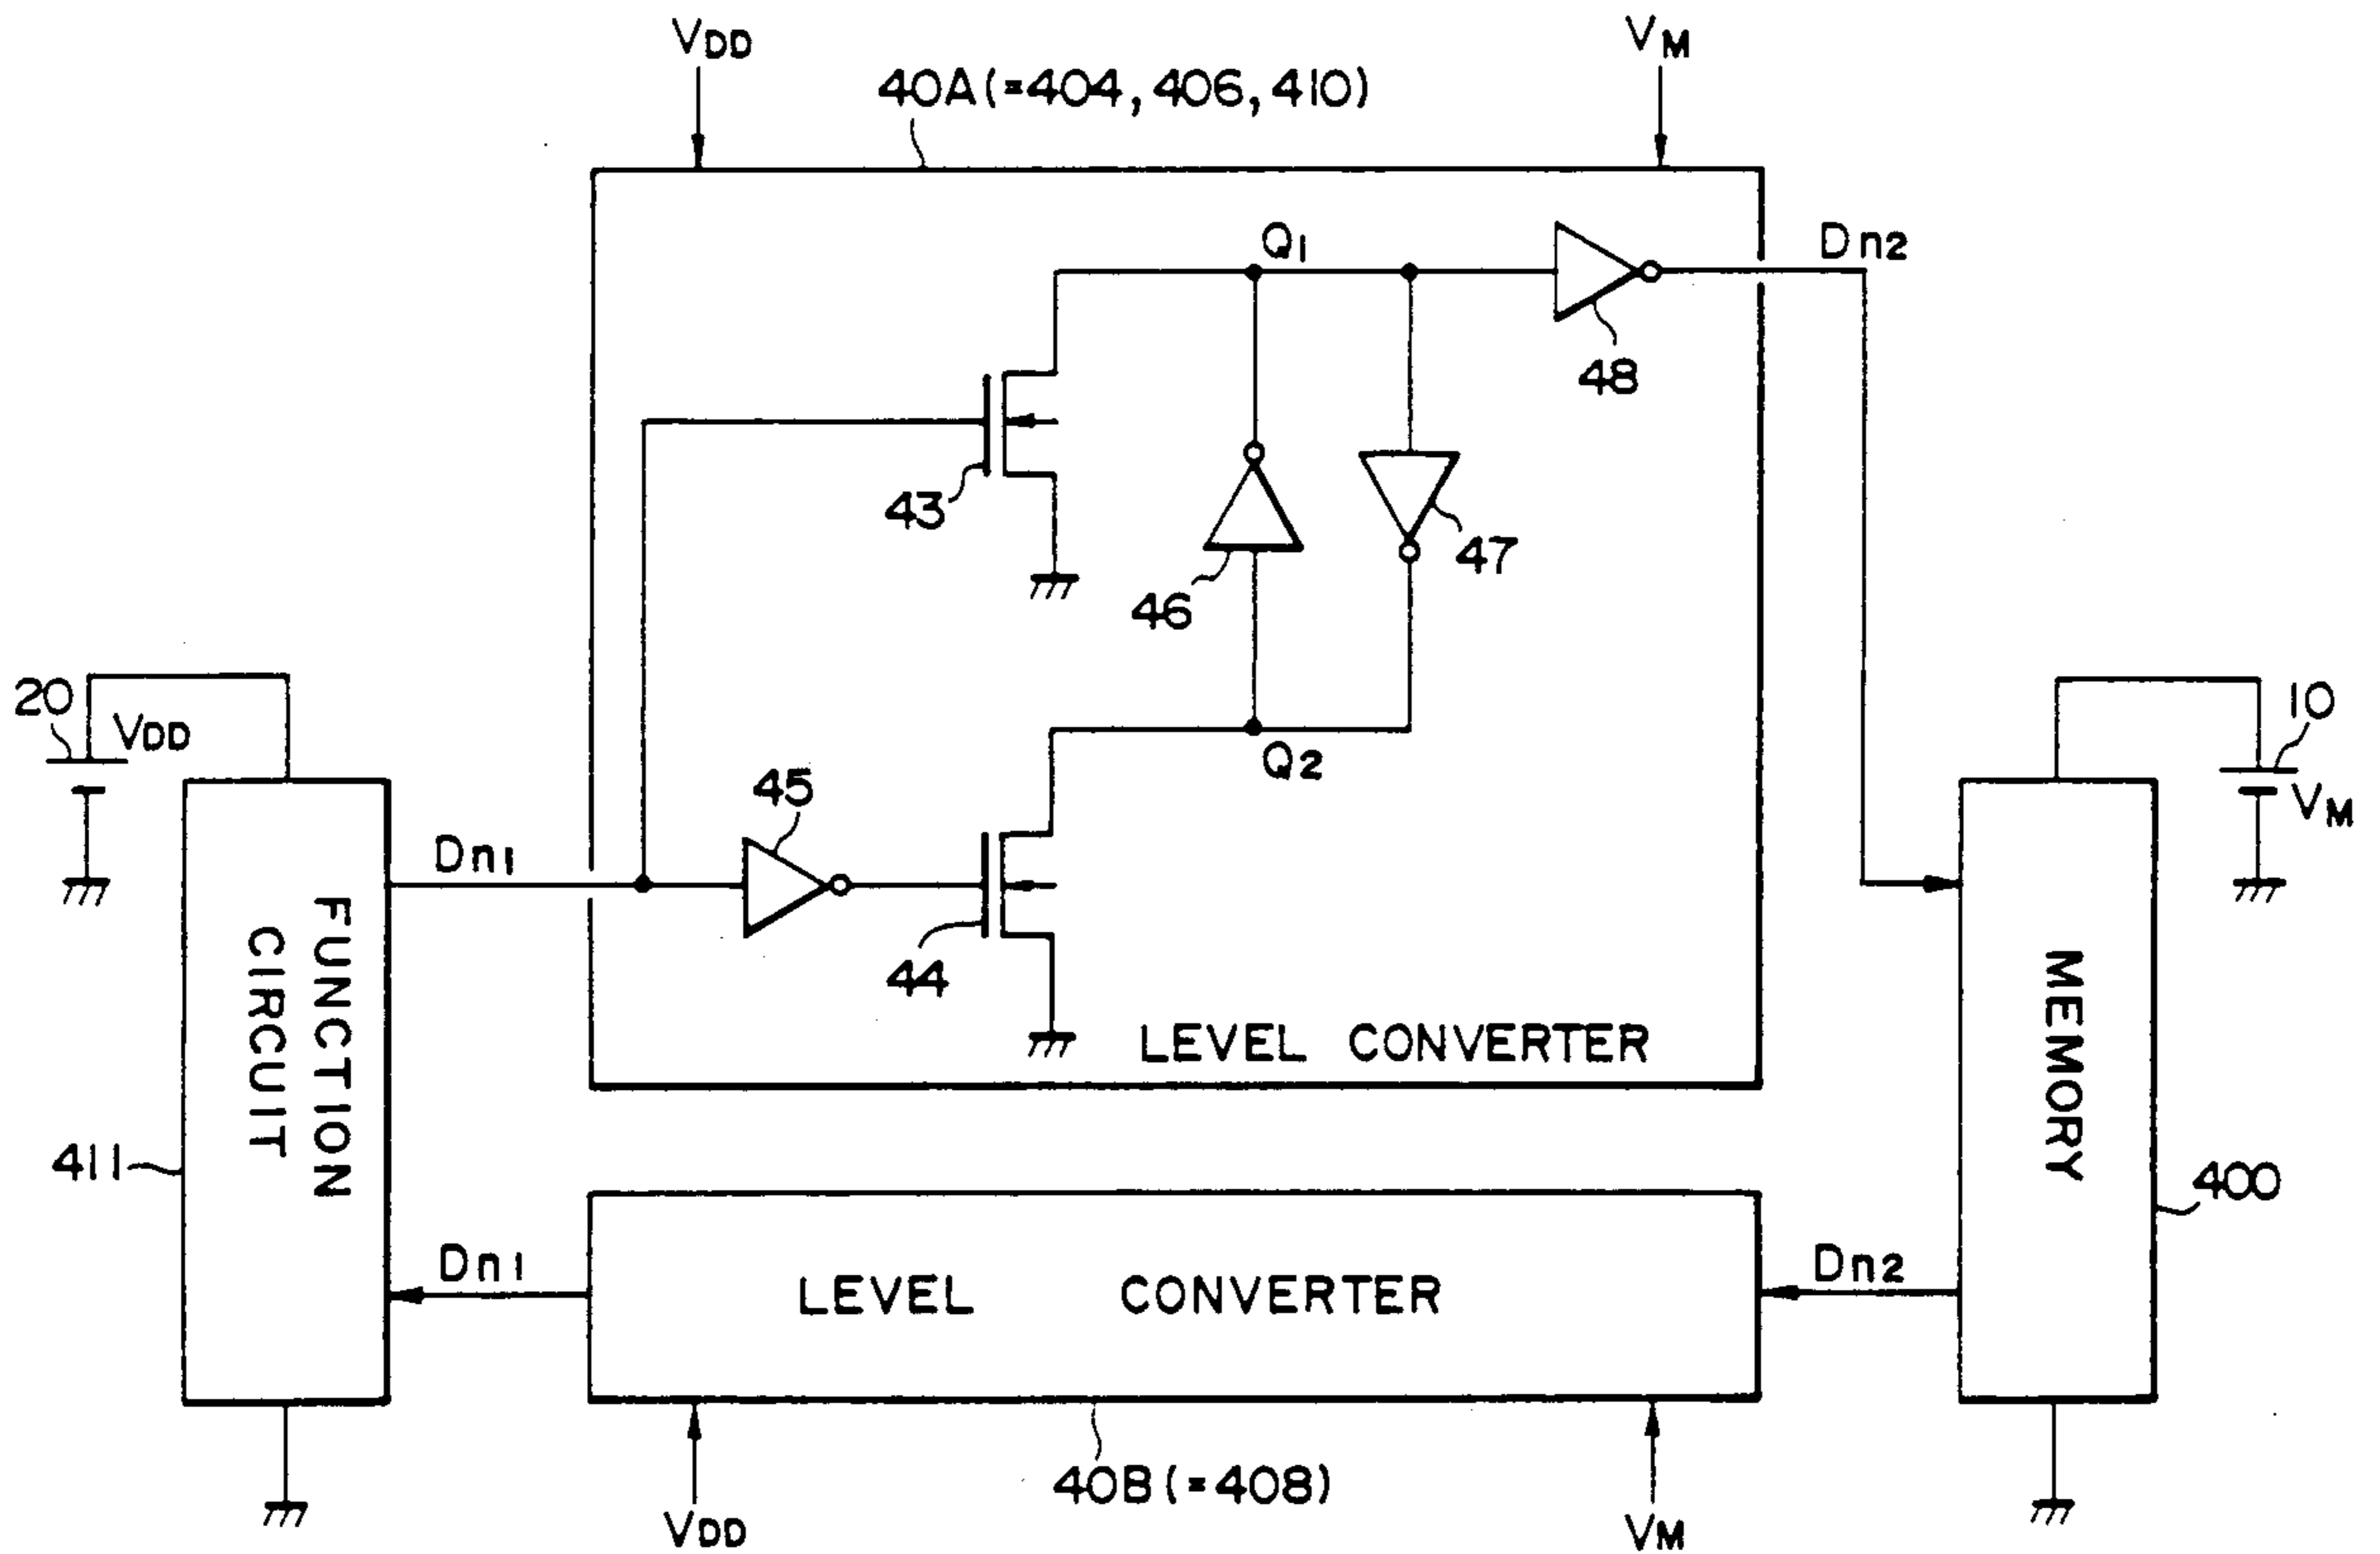 VDD
VM
40A(=404, 406, 410)
Q1
Dn2
48
43
46
47
20
VDD
10
VM
Q2
45
Dn1
44
FUNCTION
CIRCUIT
MEMORY
LEVEL CONVERTER
411
400
Dn1
LEVEL CONVERTER
Dn2
40B(=408)
VDD
VM